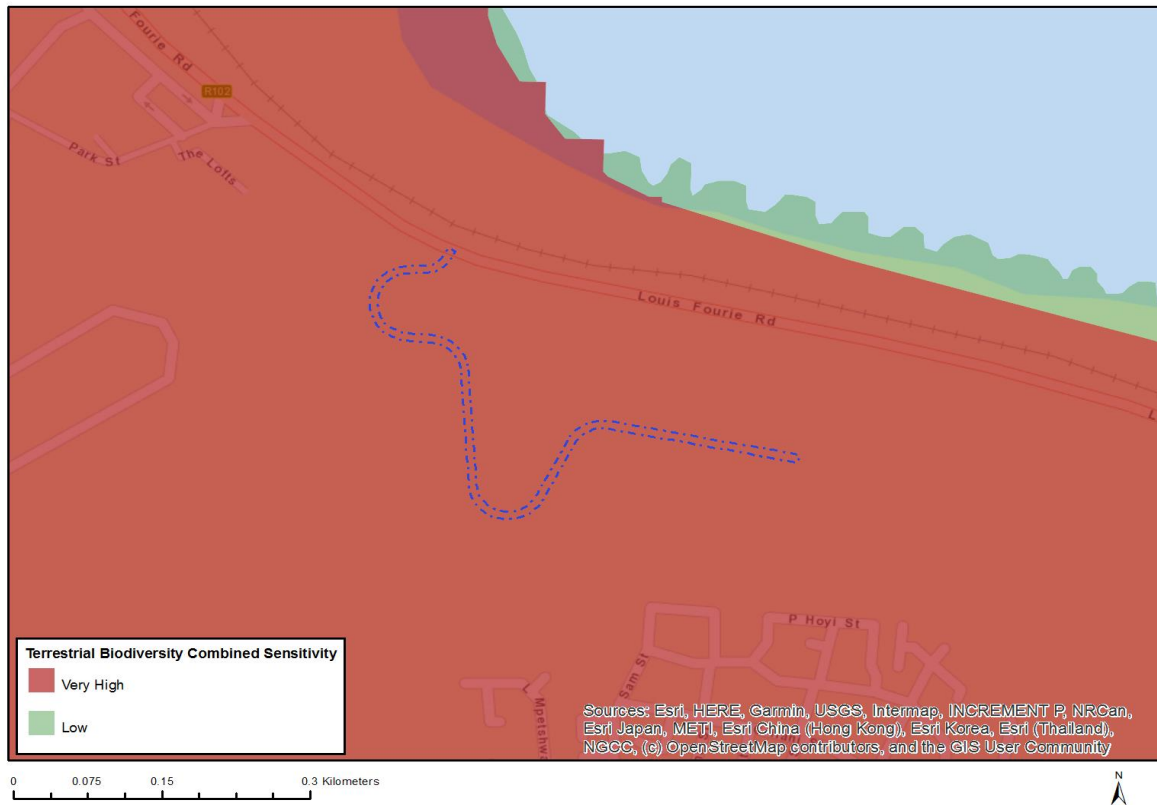 Fourie Rd
R102
Park St
The Lofts
Louis Fourie Rd
L
P Hoyi St
Sam St
Terrestrial Biodiversity Combined Sensitivity
Very High
Low
Sources: Esri, HERE, Garmin, USGS, Intermap, INCREMENT P, NRCan,
Esri Japan, METI, Esri China (Hong Kong), Esri Korea, Esri (Thailand),
NGCC, (c) OpenStreetMap contributors, and the GIS User Community
0 0.075 0.15 0.3 Kilometers
N